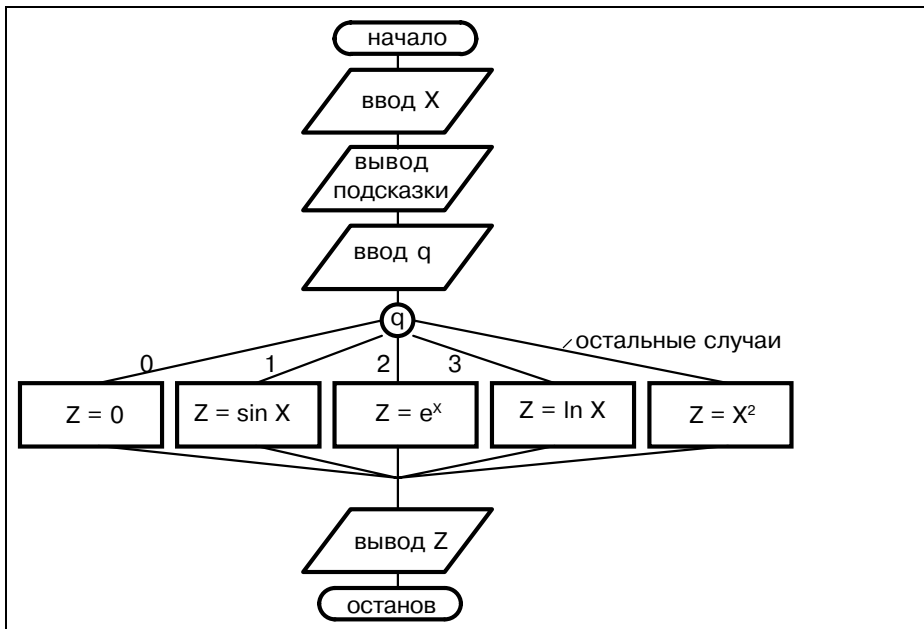 начало
ввод X
вывод
подсказки
ввод q
q
остальные случаи
0 1 2 3
Z = 0 Z = sin X Z = eˣ Z = ln X Z = X²
вывод Z
останов